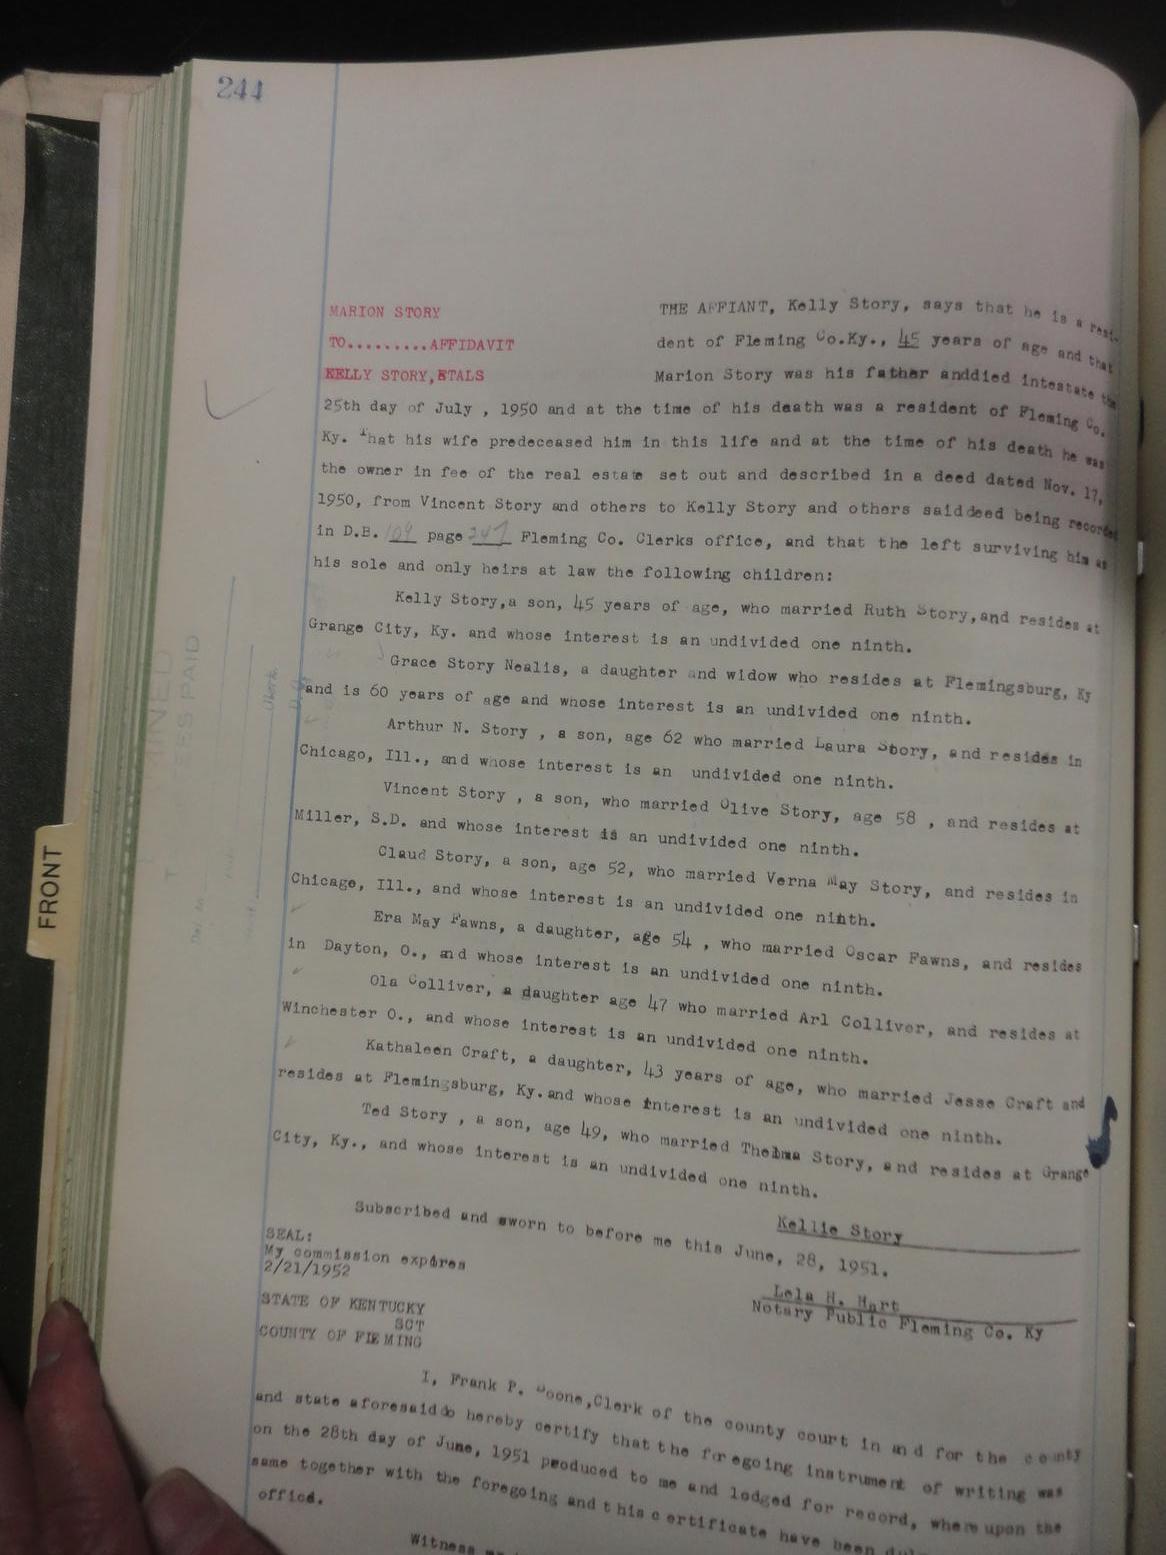 244
MARION STORY
TO.........AFFIDAVIT
KELLY STORY,ETALS
THE AFFIANT, Kelly Story, says that he is a resi-
dent of Fleming Co.Ky., 45 years of age and that
Marion Story was his father anddied intestate the
25th day of July , 1950 and at the time of his death was a resident of Fleming Co.
Ky. That his wife predeceased him in this life and at the time of his death he was
the owner in fee of the real estate set out and described in a deed dated Nov. 17,
1950, from Vincent Story and others to Kelly Story and others saiddeed being recorded
in D.B. 109 page 247 Fleming Co. Clerks office, and that the left surviving him as
his sole and only heirs at law the following children:
Kelly Story,a son, 45 years of age, who married Ruth Story,and resides at
Grange City, Ky. and whose interest is an undivided one ninth.
Grace Story Nealis, a daughter and widow who resides at Flemingsburg, Ky
and is 60 years of age and whose interest is an undivided one ninth.
Arthur N. Story , a son, age 62 who married Laura Story, and resides in
Chicago, Ill., and whose interest is an undivided one ninth.
Vincent Story , a son, who married Olive Story, age 58 , and resides at
Miller, S.D. and whose interest is an undivided one ninth.
Claud Story, a son, age 52, who married Verna May Story, and resides in
Chicago, Ill., and whose interest is an undivided one ninth.
Era May Fawns, a daughter, age 54 , who married Oscar Fawns, and resides
in Dayton, O., and whose interest is an undivided one ninth.
Ola Colliver, a daughter age 47 who married Arl Colliver, and resides at
Winchester O., and whose interest is an undivided one ninth.
Kathaleen Craft, a daughter, 43 years of age, who married Jesse Craft and
resides at Flemingsburg, Ky.and whose interest is an undivided one ninth.
Ted Story , a son, age 49, who married Thelma Story, and resides at Grange
City, Ky., and whose interest is an undivided one ninth.
Kellie Story
Subscribed and sworn to before me this June, 28, 1951.
SEAL:
My commission expires
2/21/1952
Lela H. Hart
Notary Public Fleming Co. Ky
STATE OF KENTUCKY
SCT
COUNTY OF FLEMING
I, Frank P. Boone,Clerk of the county court in and for the county
and state aforesaiddo hereby certify that the foregoing instrument of writing was
on the 28th day of June, 1951 produced to me and lodged for record, whereupon the
same together with the foregoing and this certificate have been
office.
Witness
FRONT
FEES PAID